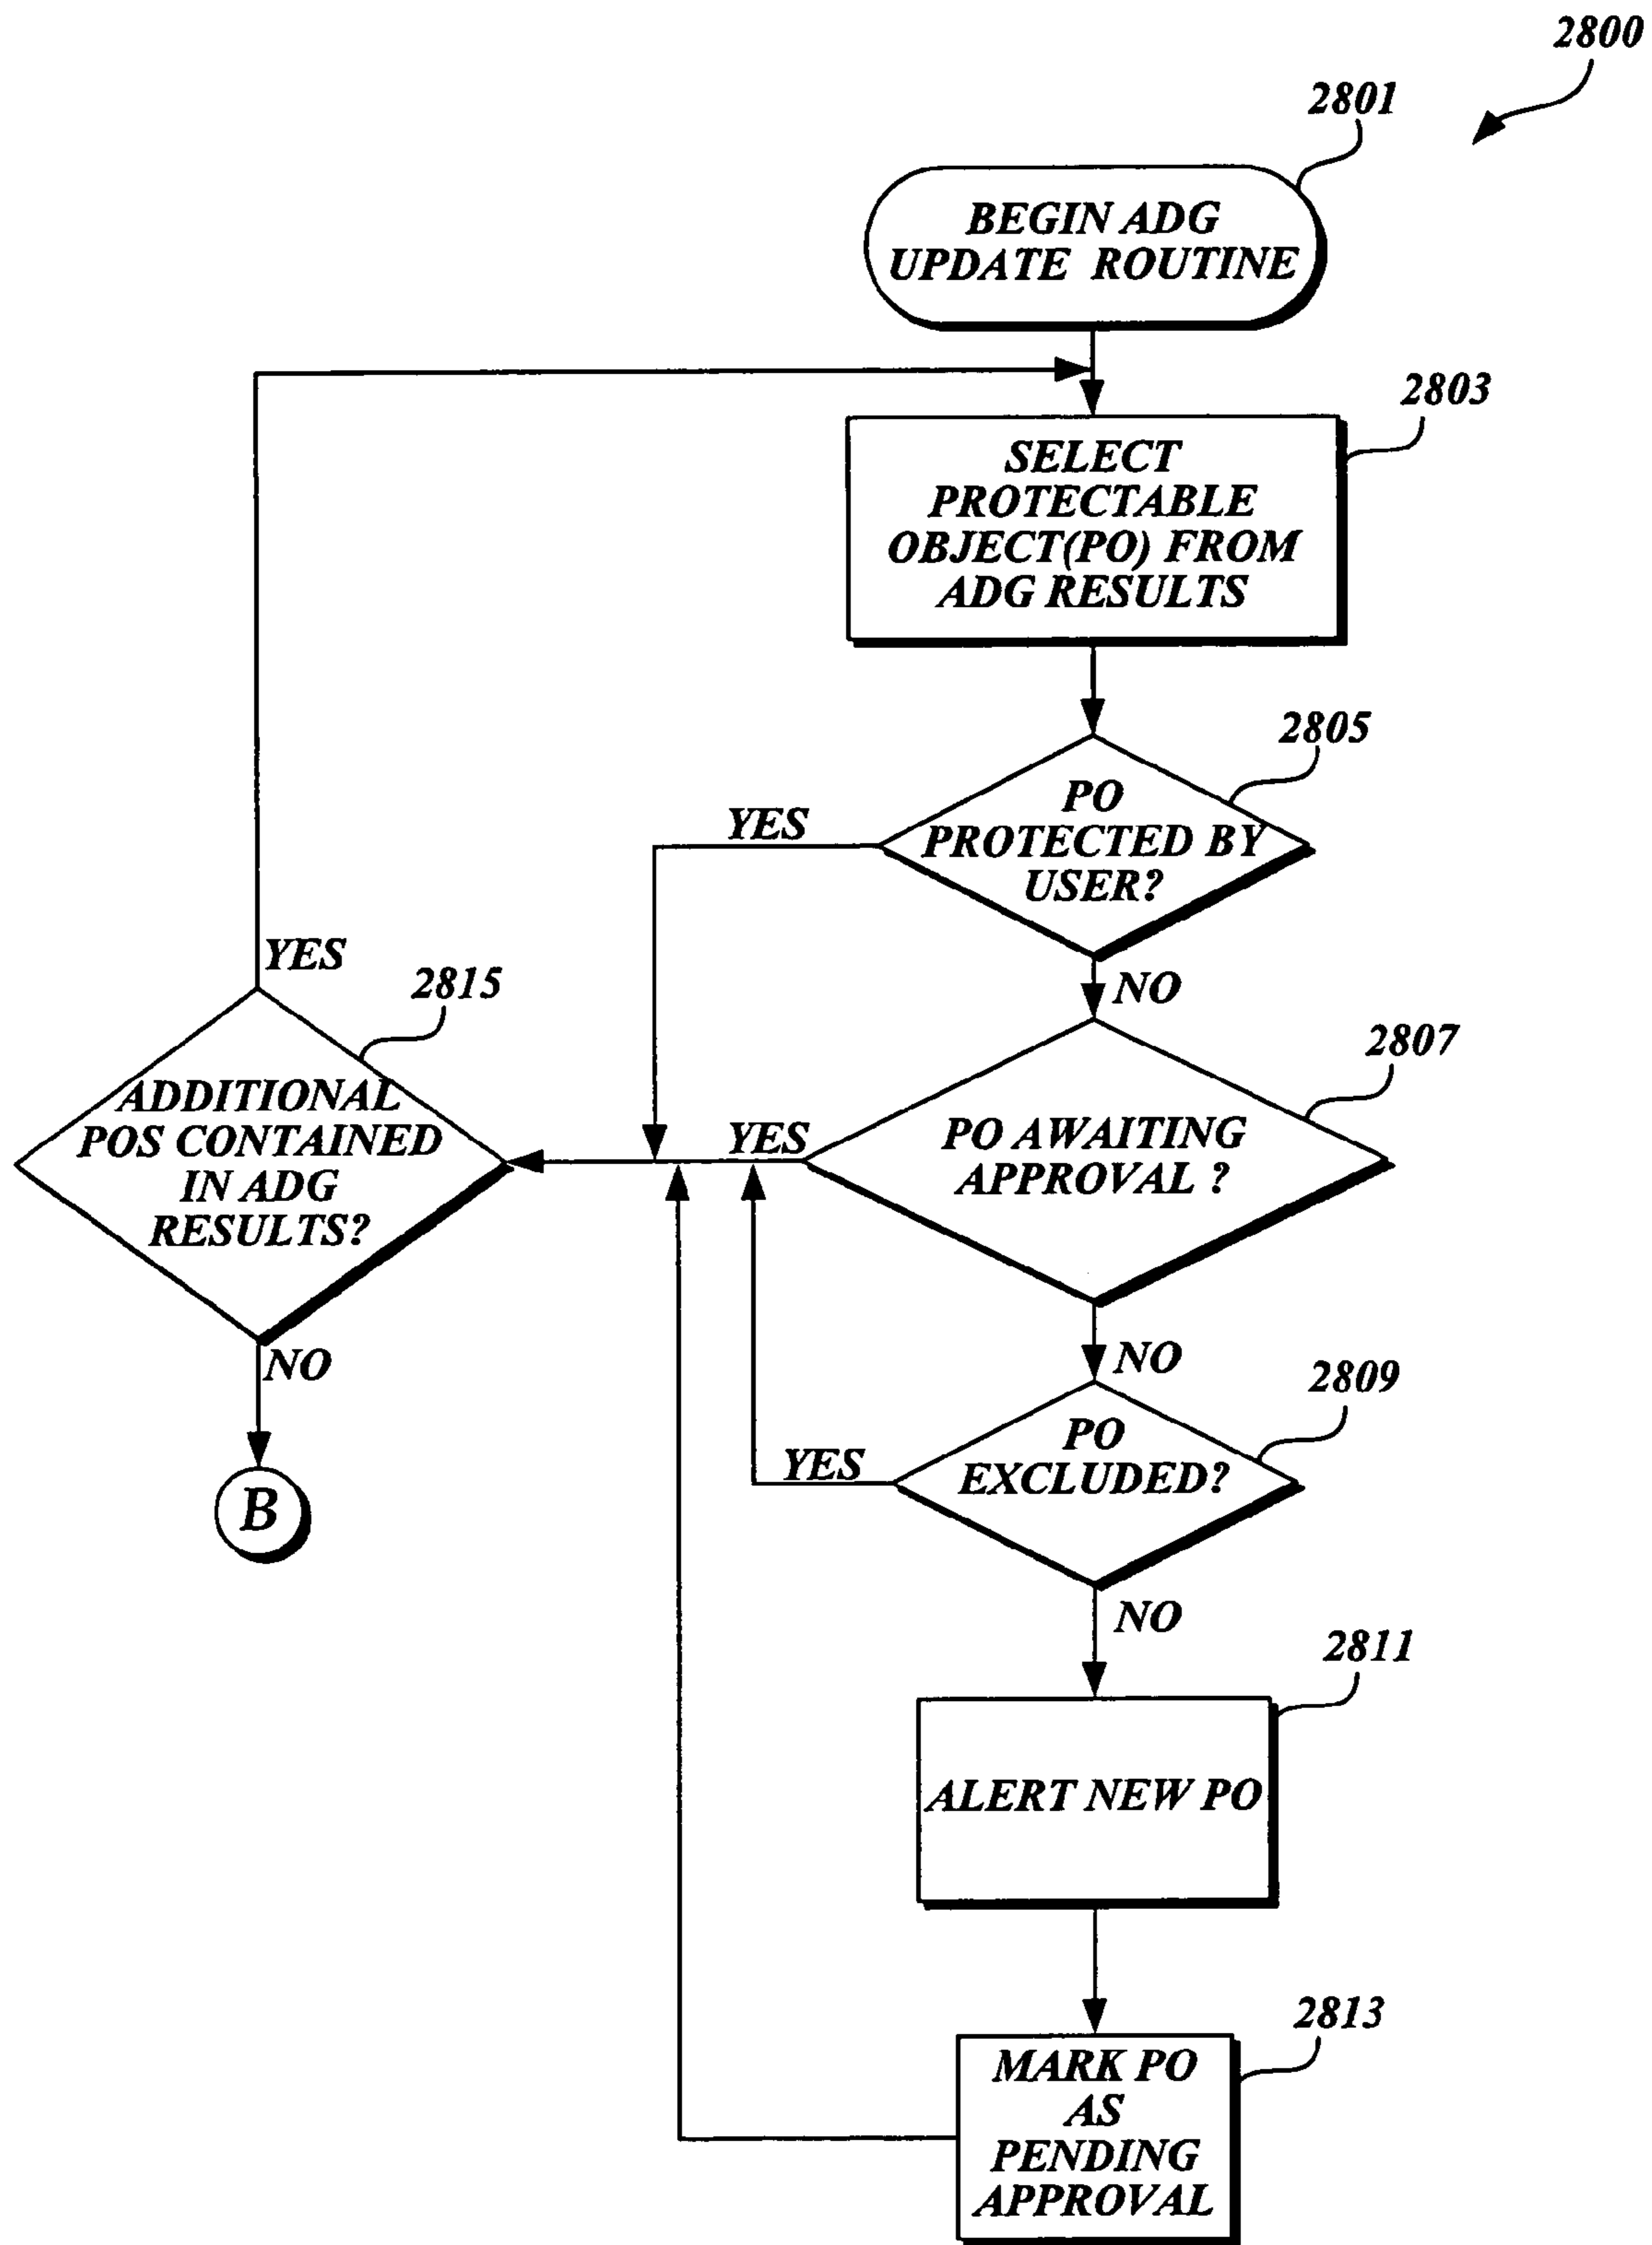 2800
2801
BEGIN ADG
UPDATE ROUTINE
2803
SELECT
PROTECTABLE
OBJECT(PO) FROM
ADG RESULTS
2805
PO
PROTECTED BY
USER?
YES
NO
2807
PO AWAITING
APPROVAL ?
YES
NO
2815
YES
ADDITIONAL
POS CONTAINED
IN ADG
RESULTS?
NO
B
2809
PO
EXCLUDED?
YES
NO
2811
ALERT NEW PO
2813
MARK PO
AS
PENDING
APPROVAL